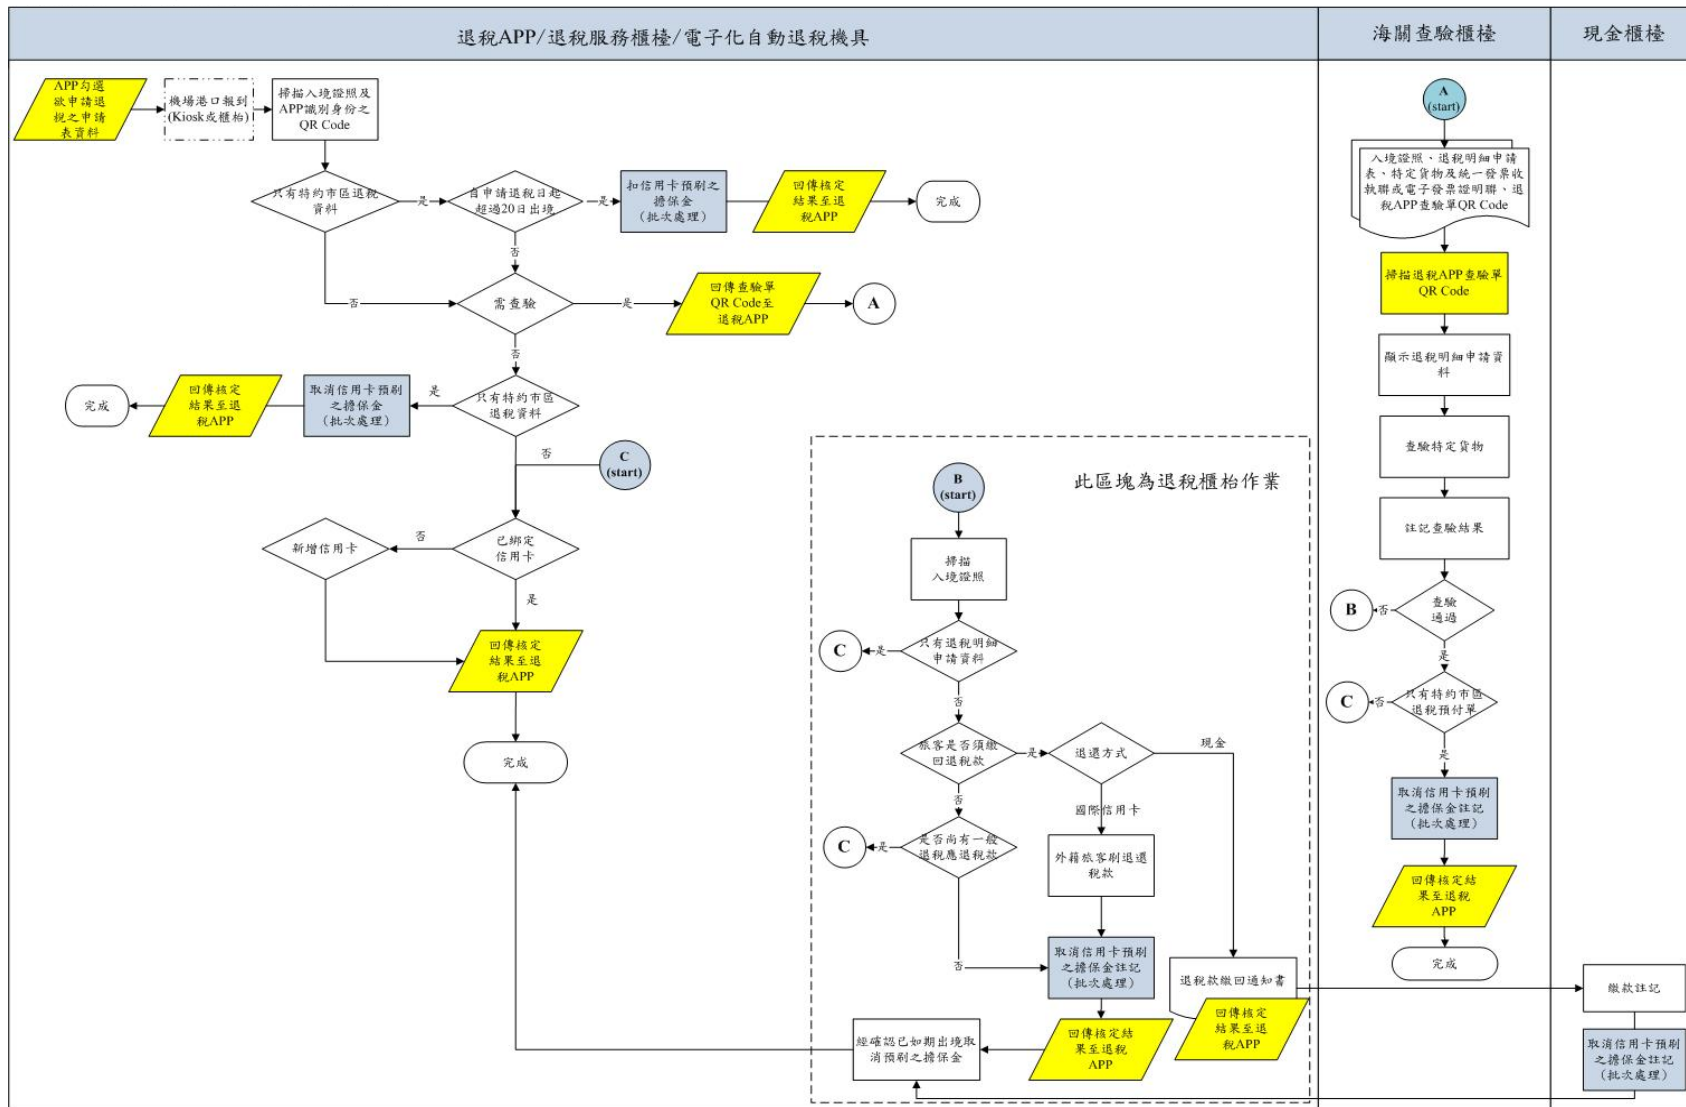 退稅APP/退稅服務櫃檯/電子化自動退稅機具
海關查驗櫃檯
現金櫃檯
APP勾選
欲申請退
稅之申請
表資料
機場港口報到
(Kiosk或櫃枱)
掃描入境證照及
APP識別身份之
QR Code
只有特約市區退稅
資料
是
自申請退稅日起
超過20日出境
是
扣信用卡預刷之
擔保金
(批次處理)
回傳核定
結果至退
稅APP
完成
否
否
需查驗
是
回傳查驗單
QR Code至
退稅APP
A
否
只有特約市區
退稅資料
是
取消信用卡預刷
之擔保金
(批次處理)
回傳核定
結果至退
稅APP
完成
否
C
(start)
已綁定
信用卡
否
新增信用卡
是
回傳核定
結果至退
稅APP
完成
此區塊為退稅櫃枱作業
B
(start)
掃描
入境證照
只有退稅明細
申請資料
是
C
否
旅客是否須繳
回退稅款
是
退還方式
現金
否
國際信用卡
是否尚有一般
退稅應退稅款
是
C
外籍旅客刷退還
稅款
否
取消信用卡預刷
之擔保金註記
(批次處理)
退稅款繳回通知書
回傳核定
結果至退
稅APP
回傳核定結
果至退稅
APP
經確認已如期出境取
消預刷之擔保金
A
(start)
入境證照、退稅明細申請
表、特定貨物及統一發票收
執聯或電子發票證明聯、退
稅APP查驗單QR Code
掃描退稅APP查驗單
QR Code
顯示退稅明細申請資
料
查驗特定貨物
註記查驗結果
查驗
通過
否
B
是
只有特約市區
退稅預付單
否
C
是
取消信用卡預刷
之擔保金註記
(批次處理)
回傳核定結
果至退稅
APP
完成
繳款註記
取消信用卡預刷
之擔保金註記
(批次處理)